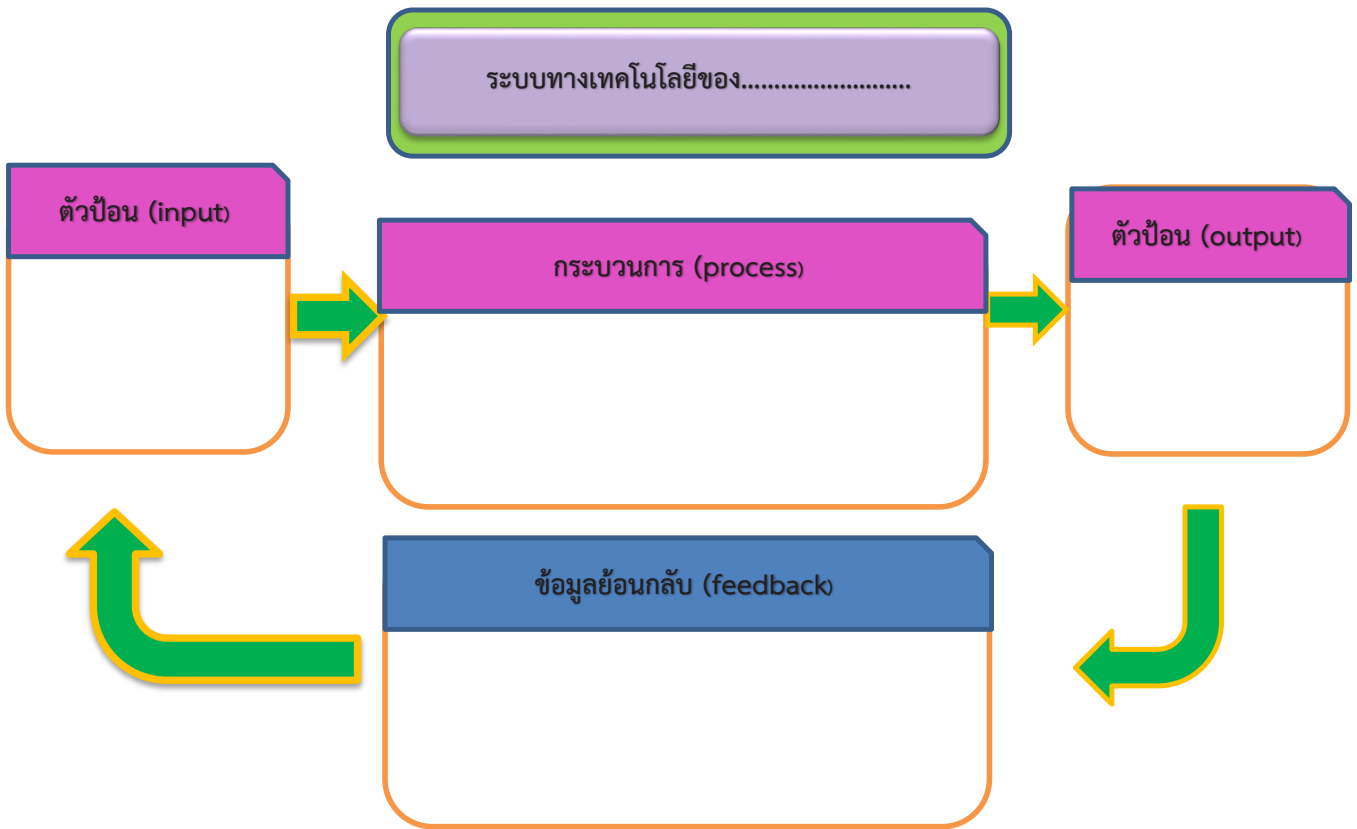 ระบบทางเทคโนโลยีของ..........................
ตัวป้อน (input)
กระบวนการ (process)
ตัวป้อน (output)
ข้อมูลย้อนกลับ (feedback)